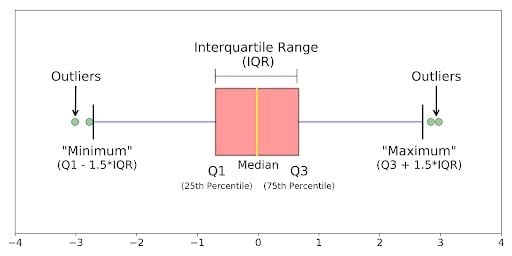 Interquartile Range
(IQR)
Outliers
Outliers
"Minimum"
(Q1 - 1.5*IQR)
"Maximum"
(Q3 + 1.5*IQR)
Q1
Median
Q3
(25th Percentile)
(75th Percentile)
−4
−3
−2
−1
0
1
2
3
4